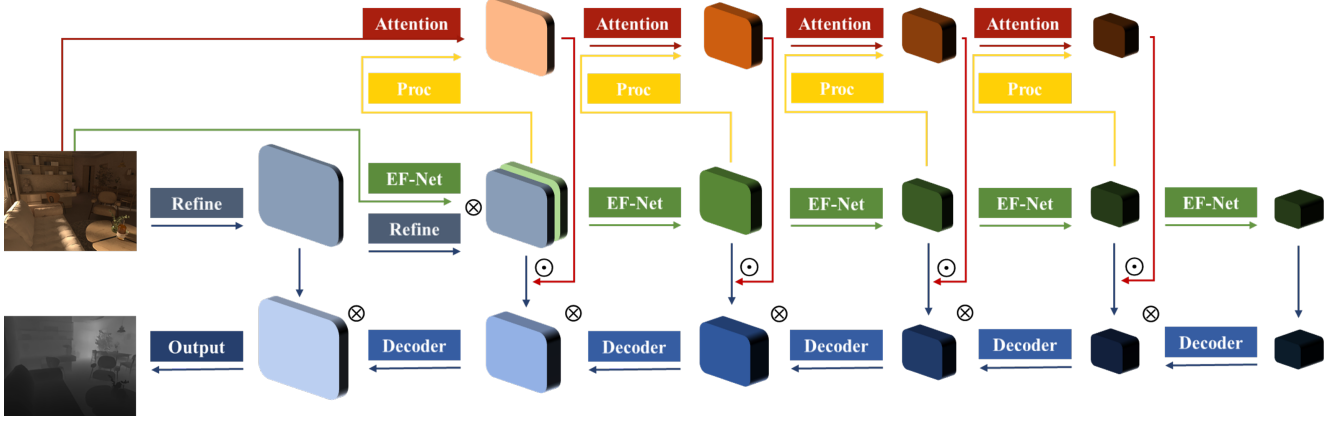 Attention Attention Attention Attention
Proc Proc Proc Proc
EF-Net
Refine EF-Net EF-Net EF-Net EF-Net
⊗
Refine
⊙ ⊙ ⊙ ⊙
⊗ ⊗ ⊗ ⊗ ⊗
Output Decoder Decoder Decoder Decoder Decoder